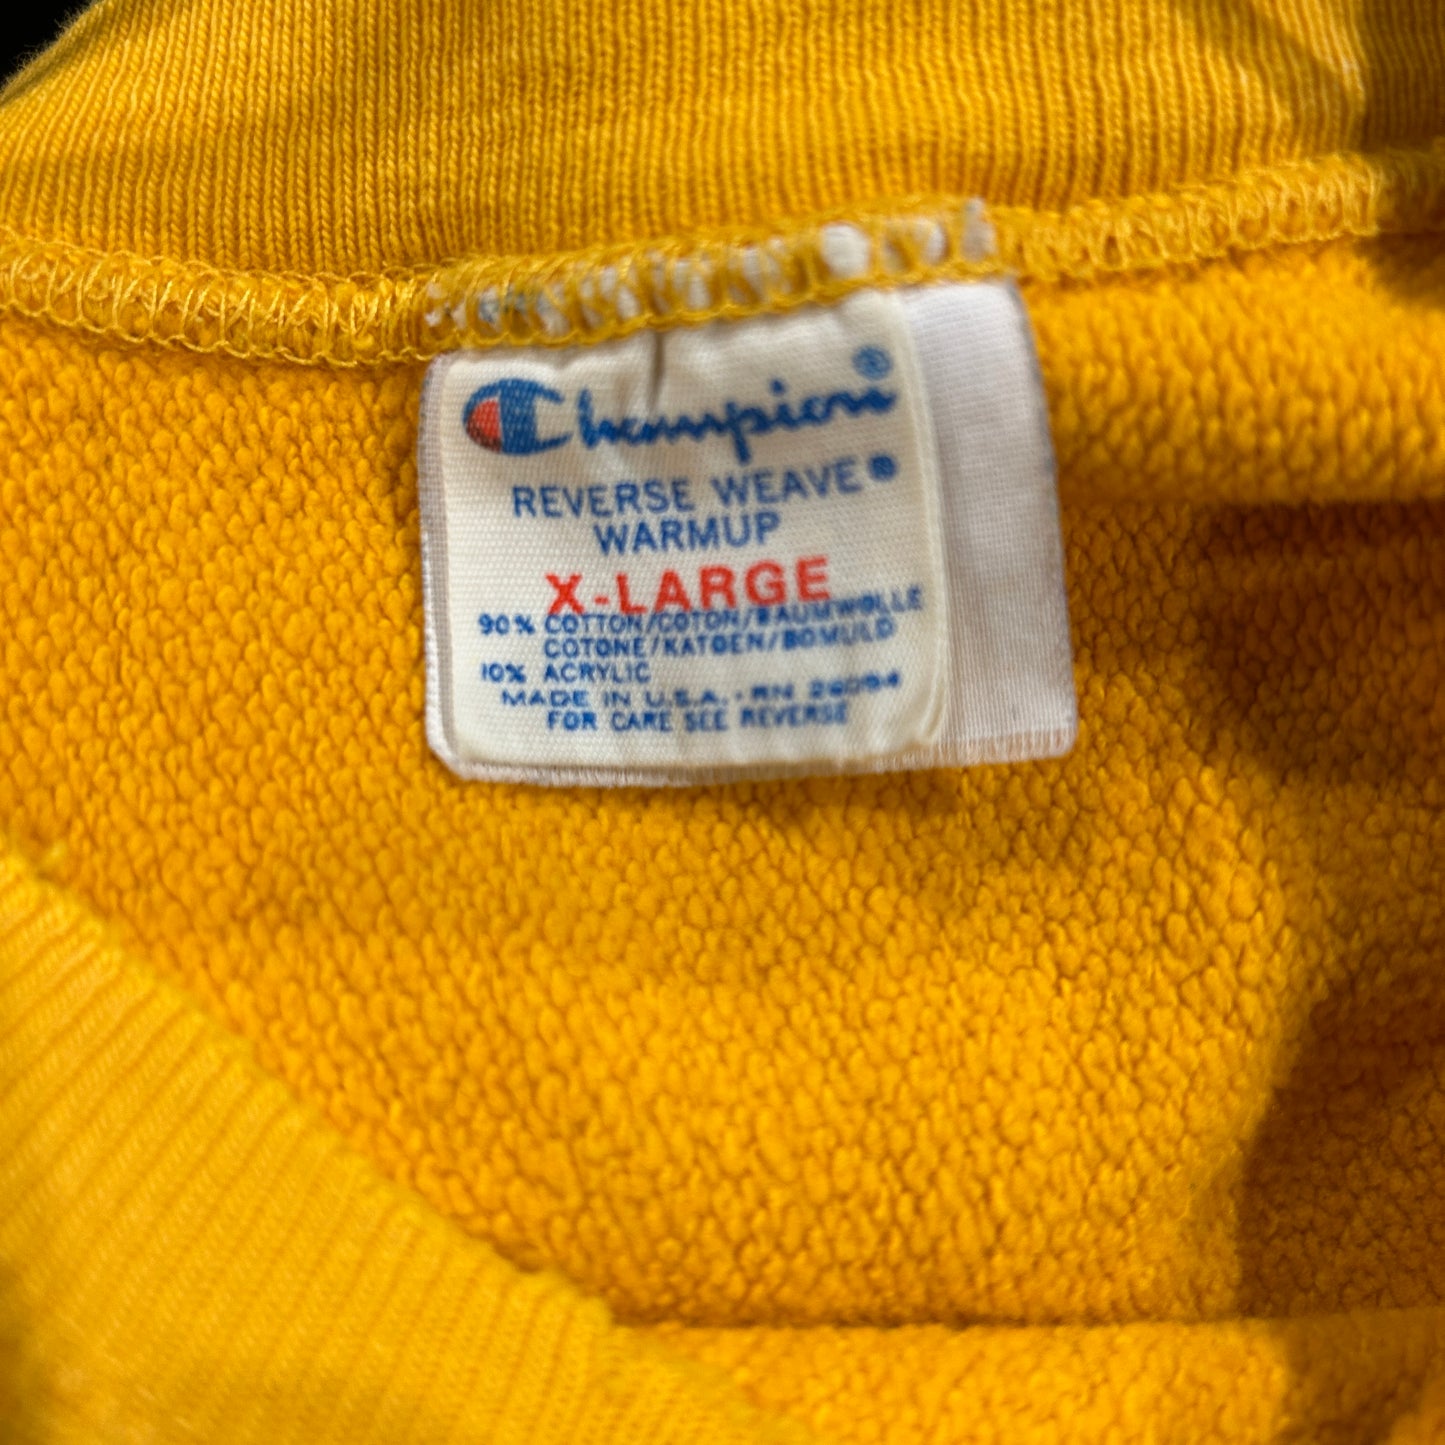 Champion®
REVERSE WEAVE®
WARMUP
X-LARGE
90% COTTON/COTON/BAUMWOLLE
COTONE/KATOEN/BOMULD
10% ACRYLIC
MADE IN U.S.A. - RN 26094
FOR CARE SEE REVERSE